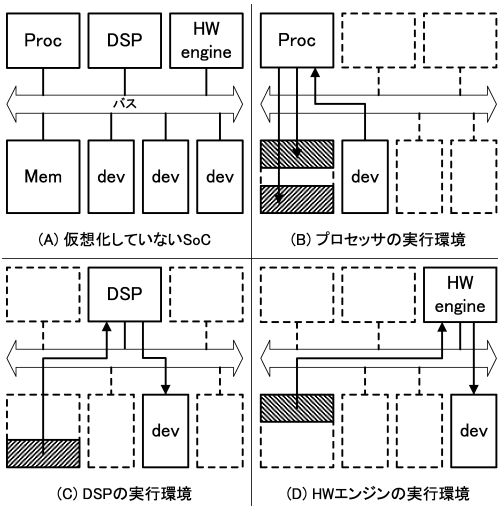 Proc
DSP
HW
engine
バス
Mem
dev
dev
dev
(A) 仮想化していないSoC
Proc
dev
(B) プロセッサの実行環境
DSP
dev
(C) DSPの実行環境
HW
engine
dev
(D) HWエンジンの実行環境